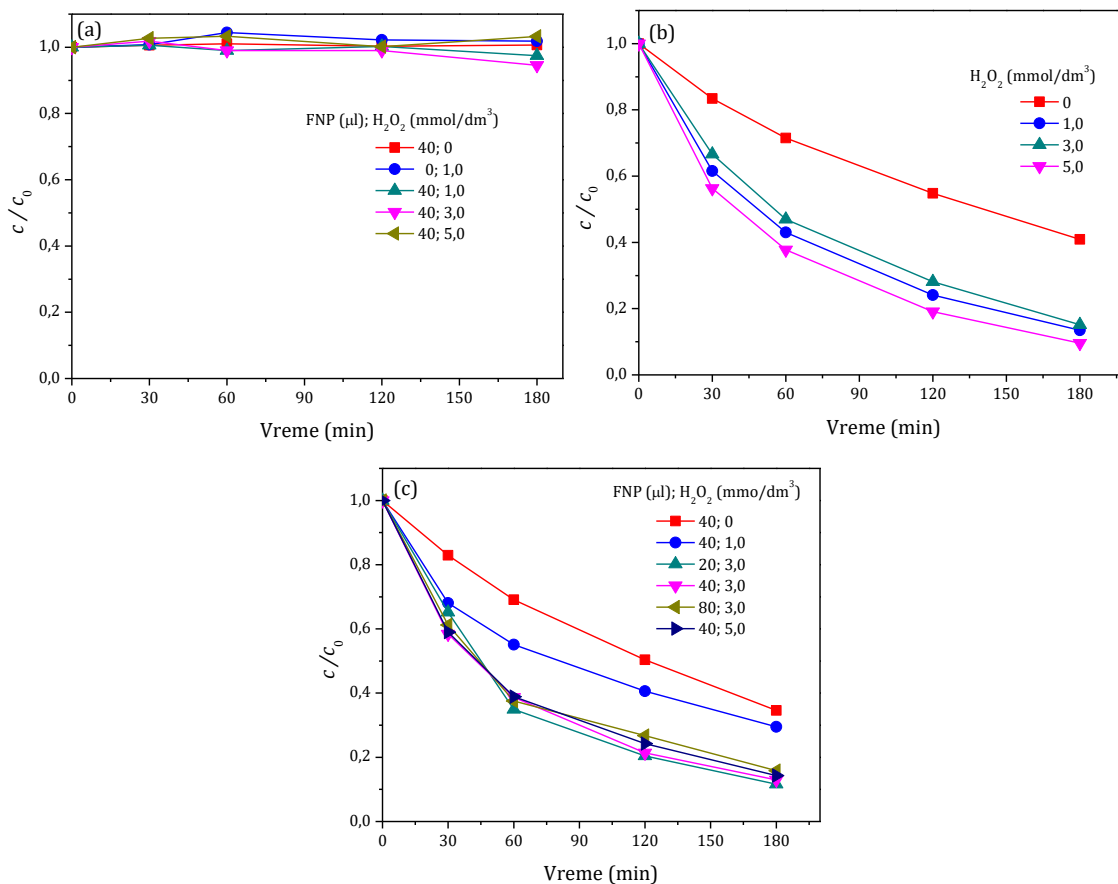 (a)
1,0
0,8
0,6
0,4
0,2
0,0
c/c₀
FNP (μl); H₂O₂ (mmol/dm³)
40; 0
0; 1,0
40; 1,0
40; 3,0
40; 5,0
0 30 60 90 120 150 180
Vreme (min)
(b)
1,0
0,8
0,6
0,4
0,2
0,0
c/c₀
H₂O₂ (mmol/dm³)
0
1,0
3,0
5,0
0 30 60 90 120 150 180
Vreme (min)
(c)
1,0
0,8
0,6
0,4
0,2
0,0
c/c₀
FNP (μl); H₂O₂ (mmo/dm³)
40; 0
40; 1,0
20; 3,0
40; 3,0
80; 3,0
40; 5,0
0 30 60 90 120 150 180
Vreme (min)